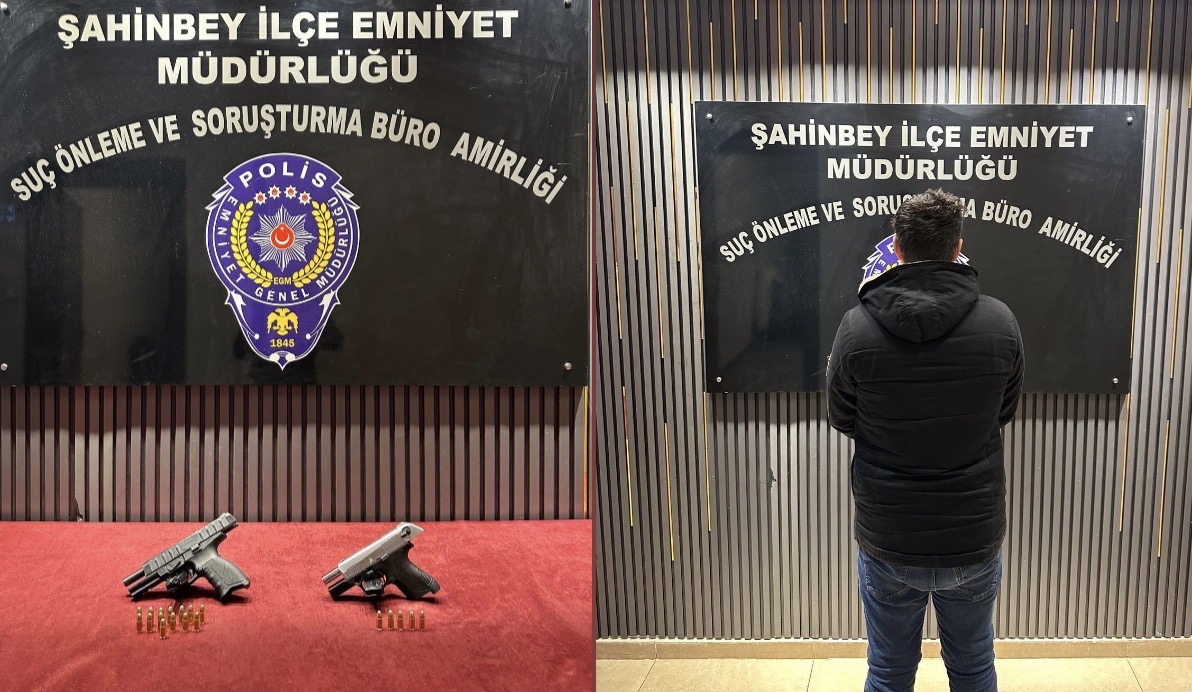 ŞAHİNBEY İLÇE EMNİYET
MÜDÜRLÜĞÜ
SUÇ ÖNLEME VE SORUŞTURMA BÜRO AMİRLİĞİ
POLİS
EMNİYET GENEL MÜDÜRLÜĞÜ
EGM
1845
ŞAHİNBEY İLÇE EMNİYET
MÜDÜRLÜĞÜ
SUÇ ÖNLEME VE SORU MA BÜRO AMİRLİĞİ